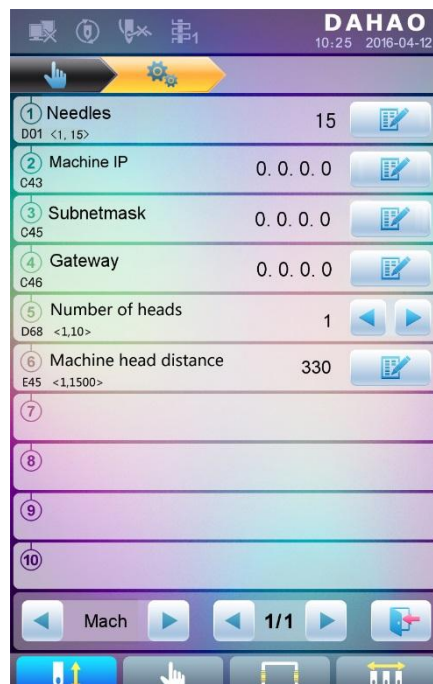 DAHAO
1
10:25 2016-04-12
1 Needles
15
D01 <1, 15>
2 Machine IP
0. 0. 0. 0
C43
3 Subnetmask
0. 0. 0. 0
C45
4 Gateway
0. 0. 0. 0
C46
5 Number of heads
1
D68 <1,10>
6 Machine head distance
330
E45 <1,1500>
7
8
9
10
Mach
1/1